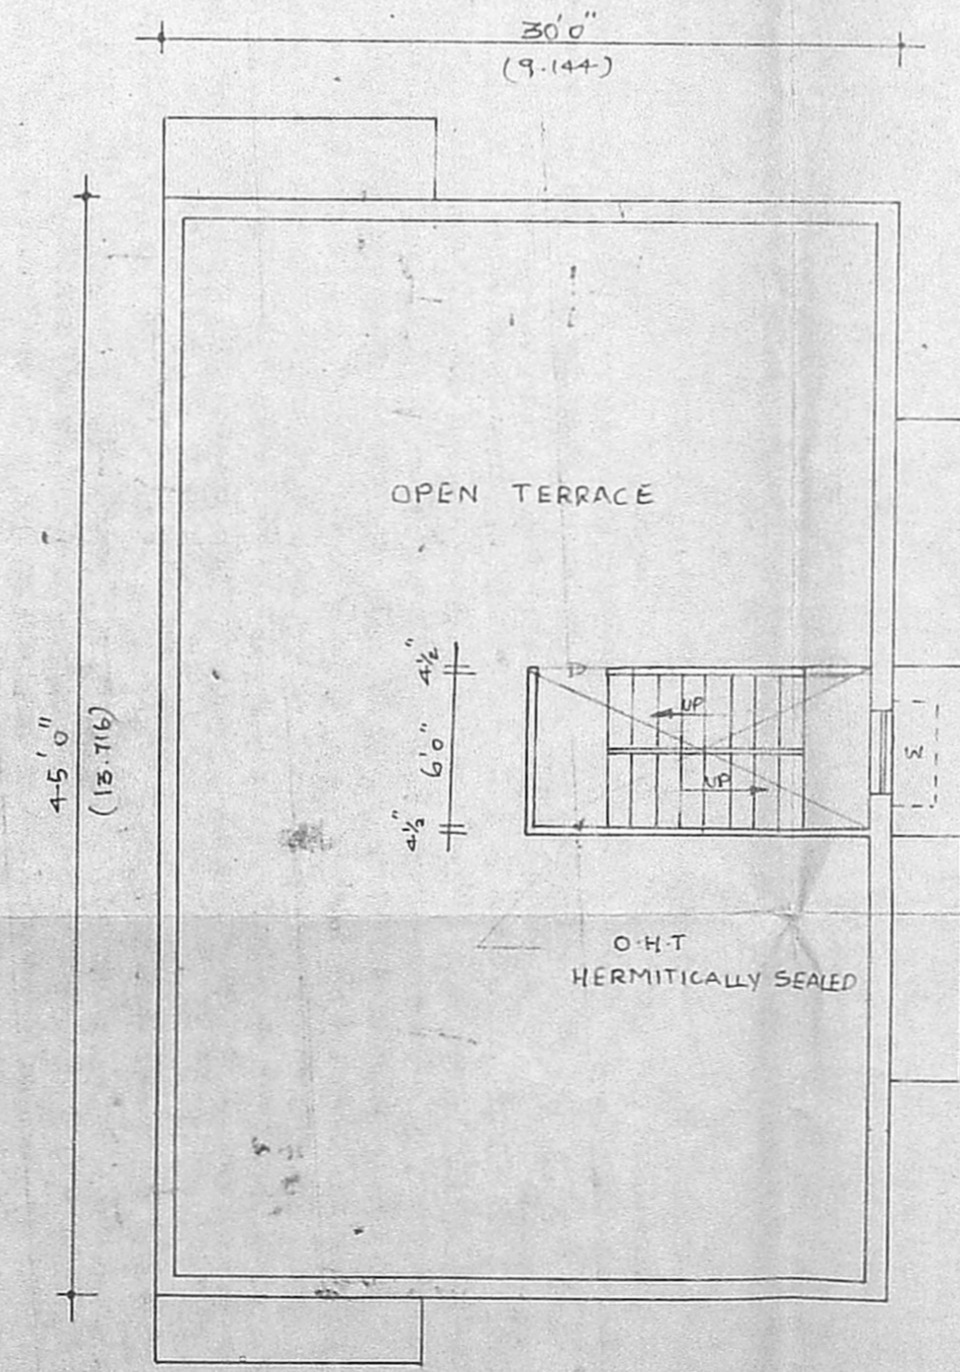 30'0"
(9.144)
OPEN TERRACE
4½"
6'0"
4½"
45'0"
(13.716)
D
UP
UP
W
O.H.T
HERMITICALLY SEALED